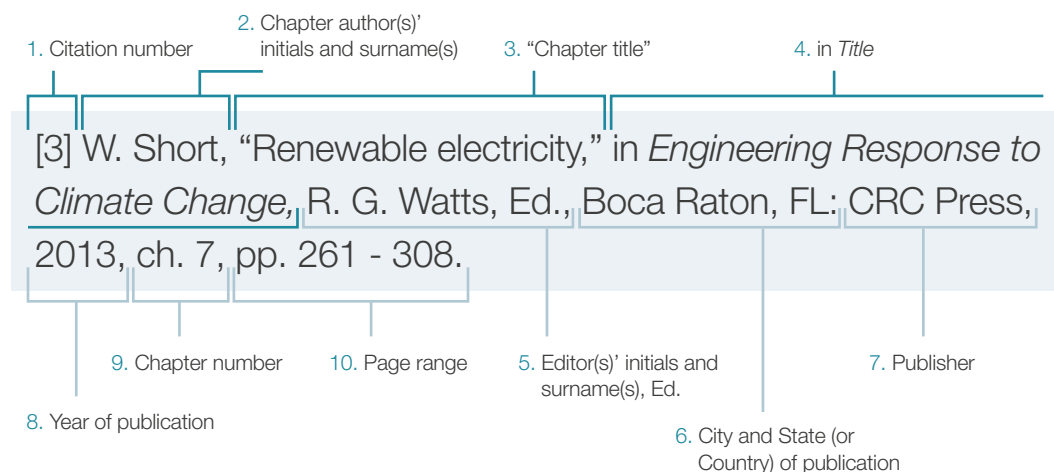 2. Chapter author(s)'
initials and surname(s)
1. Citation number
3. “Chapter title”
4. in Title
[3] W. Short, “Renewable electricity,” in Engineering Response to
Climate Change, R. G. Watts, Ed., Boca Raton, FL: CRC Press,
2013, ch. 7, pp. 261 - 308.
9. Chapter number
10. Page range
5. Editor(s)' initials and
surname(s), Ed.
7. Publisher
8. Year of publication
6. City and State (or
Country) of publication